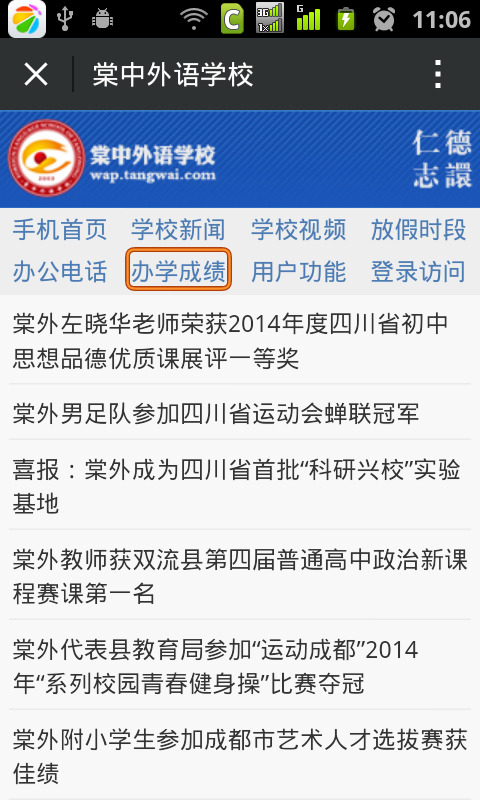 11:06
棠中外语学校
棠中外语学校
wap.tangwai.com
仁德
志譞
手机首页 学校新闻 学校视频 放假时段
办公电话 办学成绩 用户功能 登录访问
棠外左晓华老师荣获2014年度四川省初中
思想品德优质课展评一等奖
棠外男足队参加四川省运动会蝉联冠军
喜报：棠外成为四川省首批“科研兴校”实验
基地
棠外教师获双流县第四届普通高中政治新课
程赛课第一名
棠外代表县教育局参加“运动成都”2014
年“系列校园青春健身操”比赛夺冠
棠外附小学生参加成都市艺术人才选拔赛获
佳绩